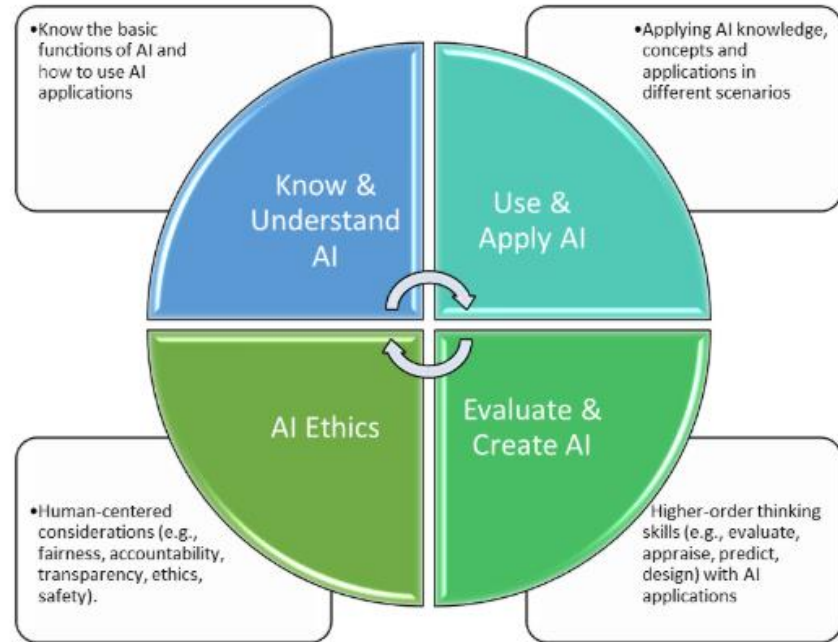 •Know the basic
functions of AI and
how to use AI
applications
•Applying AI knowledge,
concepts and
applications in
different scenarios
Know &
Understand
AI
Use &
Apply AI
AI Ethics
Evaluate &
Create AI
•Human-centered
considerations (e.g.,
fairness, accountability,
transparency, ethics,
safety).
Higher-order thinking
skills (e.g., evaluate,
appraise, predict,
design) with AI
applications